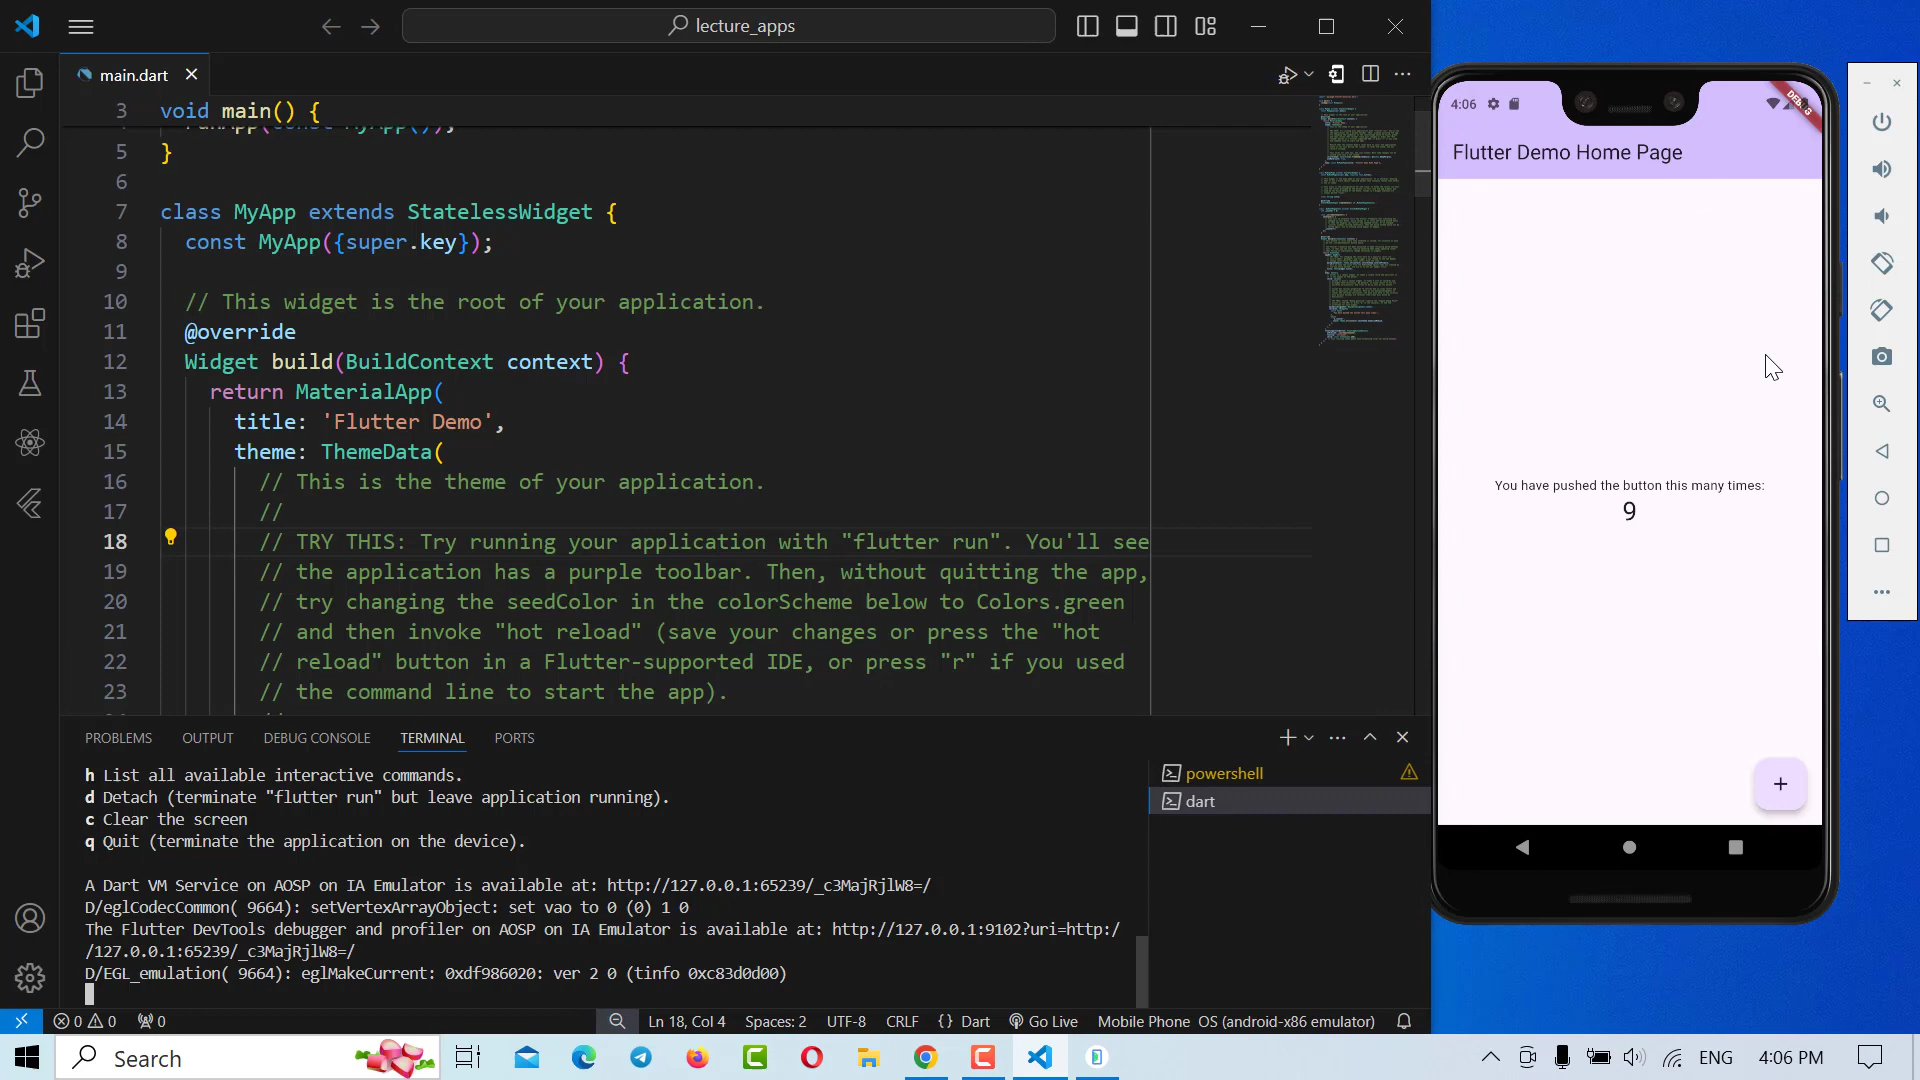 lecture_apps
main.dart
3 void main() {
runApp(const MyApp());
5 }
6
7 class MyApp extends StatelessWidget {
8 const MyApp({super.key});
9
10 // This widget is the root of your application.
11 @override
12 Widget build(BuildContext context) {
13 return MaterialApp(
14 title: 'Flutter Demo',
15 theme: ThemeData(
16 // This is the theme of your application.
17 //
18 // TRY THIS: Try running your application with "flutter run". You'll see
19 // the application has a purple toolbar. Then, without quitting the app,
20 // try changing the seedColor in the colorScheme below to Colors.green
21 // and then invoke "hot reload" (save your changes or press the "hot
22 // reload" button in a Flutter-supported IDE, or press "r" if you used
23 // the command line to start the app).
PROBLEMS OUTPUT DEBUG CONSOLE TERMINAL PORTS
h List all available interactive commands.
d Detach (terminate "flutter run" but leave application running).
c Clear the screen
q Quit (terminate the application on the device).
A Dart VM Service on AOSP on IA Emulator is available at: http://127.0.0.1:65239/_c3MajRjlW8=/
D/eglCodecCommon( 9664): setVertexArrayObject: set vao to 0 (0) 1 0
The Flutter DevTools debugger and profiler on AOSP on IA Emulator is available at: http://127.0.0.1:9102?uri=http:/
/127.0.0.1:65239/_c3MajRjlW8=/
D/EGL_emulation( 9664): eglMakeCurrent: 0xdf986020: ver 2 0 (tinfo 0xc83d0d00)
powershell
dart
0 0 0 Ln 18, Col 4 Spaces: 2 UTF-8 CRLF {} Dart Go Live Mobile Phone OS (android-x86 emulator)
4:06
DEBUG
Flutter Demo Home Page
You have pushed the button this many times:
9
+
Search
ENG 4:06 PM